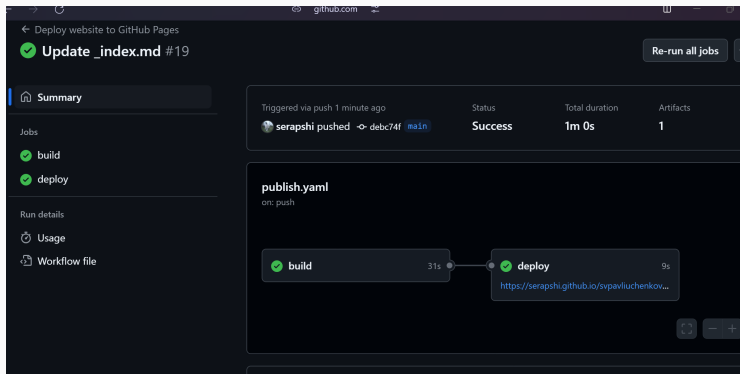 github.com
← Deploy website to GitHub Pages
Update _index.md #19
Re-run all jobs
Summary
Jobs
build
deploy
Run details
Usage
Workflow file
Triggered via push 1 minute ago
serapshi pushed debc74f main
Status
Success
Total duration
1m 0s
Artifacts
1
publish.yaml
on: push
build 31s
deploy 9s
https://serapshi.github.io/svpavliuchenkov...